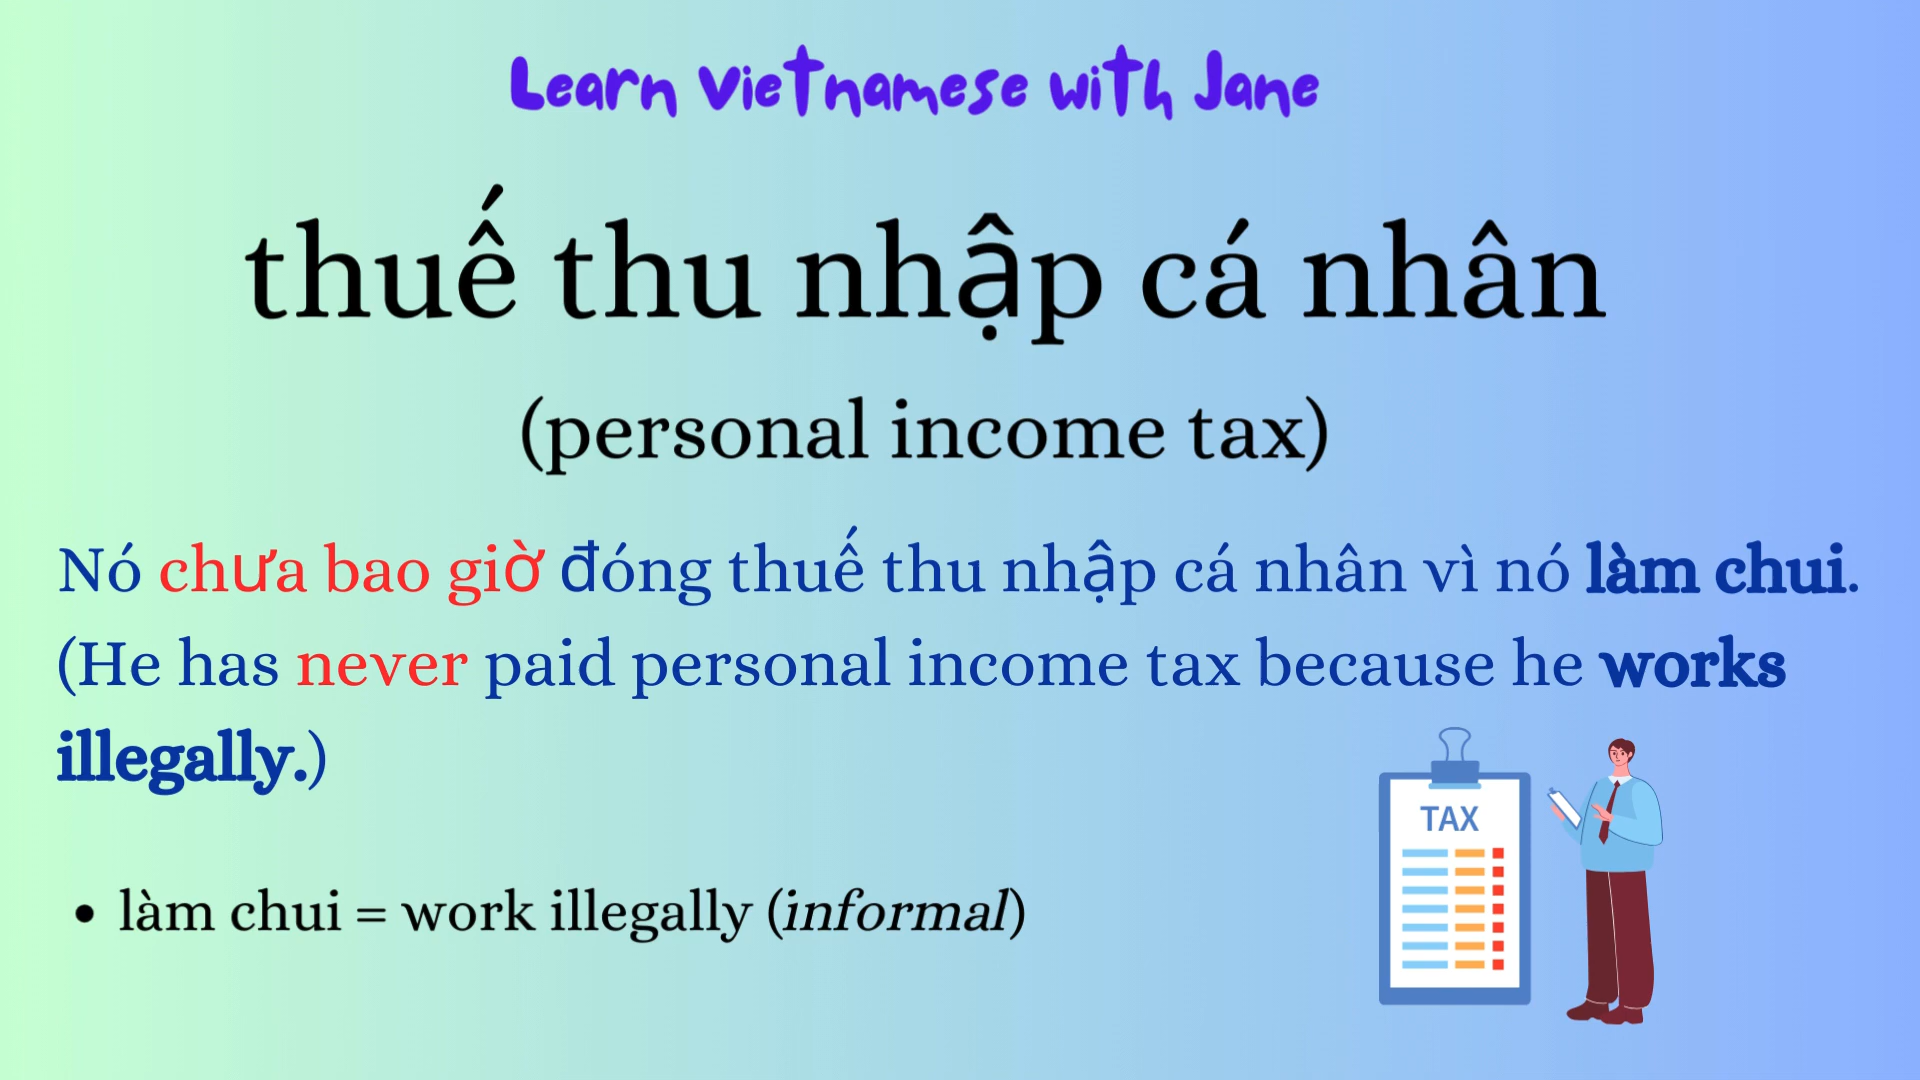 Learn Vietnamese with Jane
thuế thu nhập cá nhân
(personal income tax)
Nó chưa bao giờ đóng thuế thu nhập cá nhân vì nó làm chui.
(He has never paid personal income tax because he works
illegally.)
TAX
• làm chui = work illegally (informal)